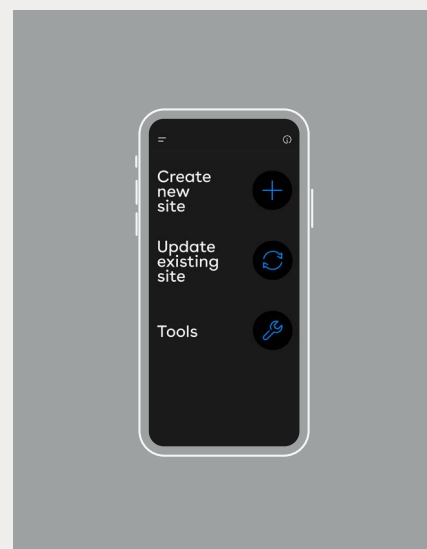 Create
new
site
Update
existing
site
Tools